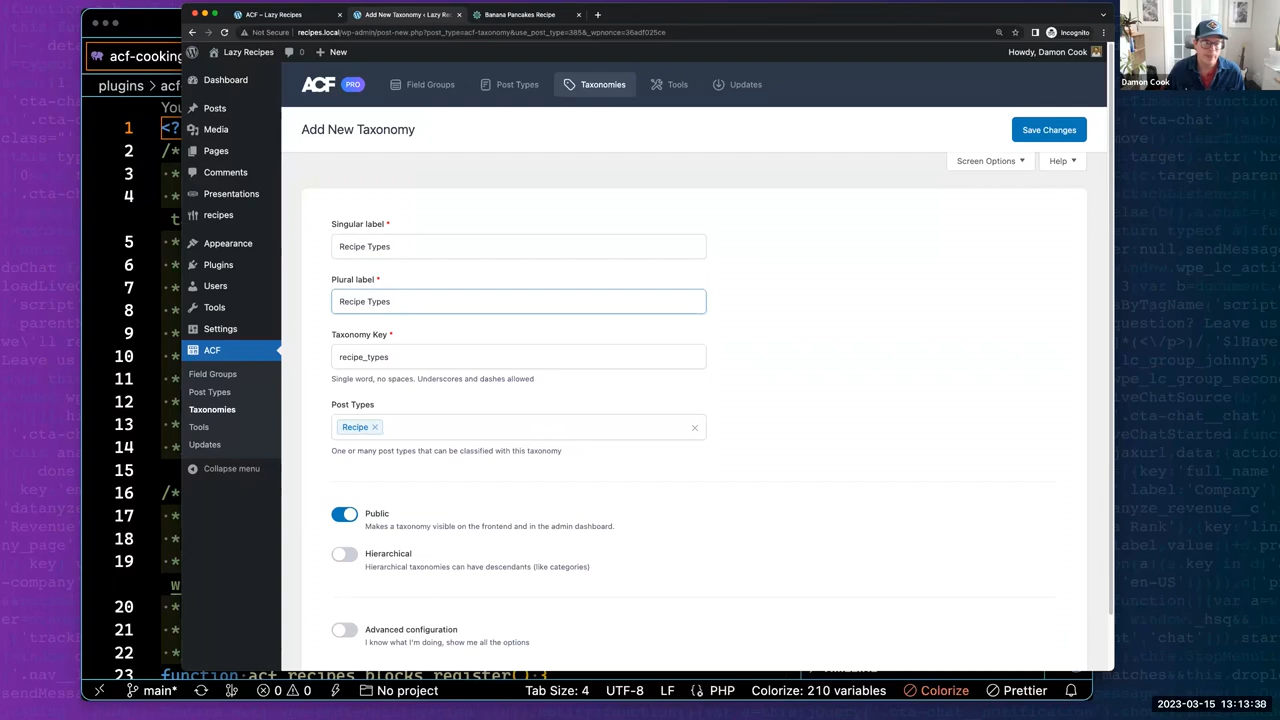 ACF – Lazy Recipes
Add New Taxonomy ‹ Lazy Re
Banana Pancakes Recipe
Not Secure
recipes.local/wp-admin/post-new.php?post_type=acf-taxonomy&use_post_type=385&_wpnonce=36adf025ce
Incognito
Lazy Recipes
0
New
Howdy, Damon Cook
Damon Cook
acf-cooking
plugins > acf
You
Dashboard
Posts
Media
Pages
Comments
Presentations
recipes
Appearance
Plugins
Users
Tools
Settings
ACF
Field Groups
Post Types
Taxonomies
Tools
Updates
Collapse menu
ACF PRO
Field Groups
Post Types
Taxonomies
Tools
Updates
Add New Taxonomy
Save Changes
Screen Options
Help
Singular label *
Recipe Types
Plural label *
Recipe Types
Taxonomy Key *
recipe_types
Single word, no spaces. Underscores and dashes allowed
Post Types
Recipe ×
One or many post types that can be classified with this taxonomy
Public
Makes a taxonomy visible on the frontend and in the admin dashboard.
Hierarchical
Hierarchical taxonomies can have descendants (like categories)
Advanced configuration
I know what I'm doing, show me all the options
1 <?
2 /*
3 *
4 *
t
5 *
6 *
7 *
8 *
9 *
10 *
11 *
12 *
13 *
14 *
15
16 /*
17 *
18 *
19 *
W
20 *
21 *
22 *
23 function acf_recipes_blocks_register() {
main*
0
0
No project
Tab Size: 4
UTF-8
LF
PHP
Colorize: 210 variables
Colorize
Prettier
2023-03-15 13:13:38